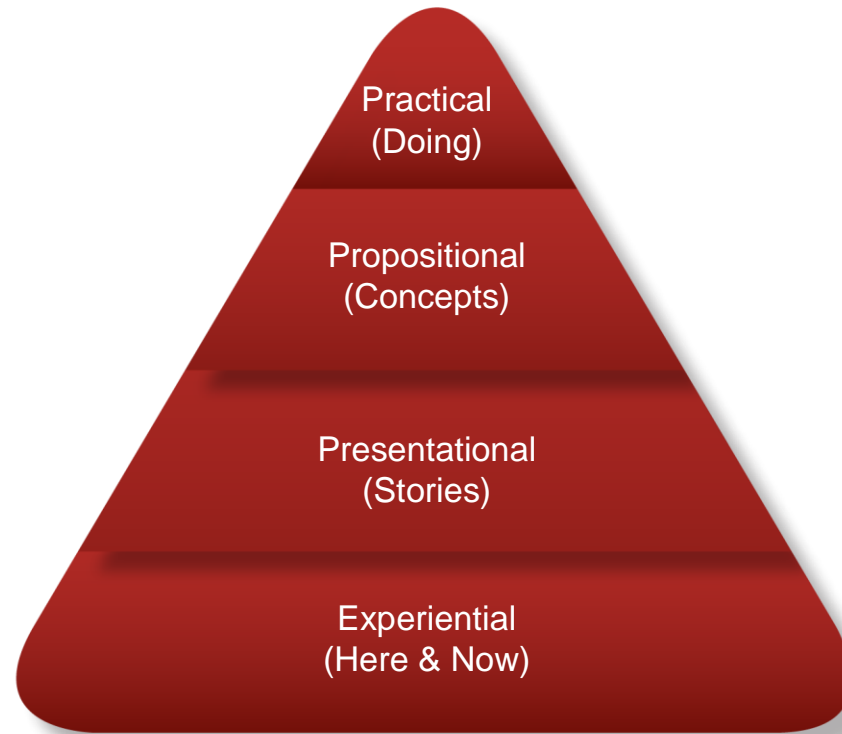 Practical
(Doing)
Propositional
(Concepts)
Presentational
(Stories)
Experiential
(Here & Now)